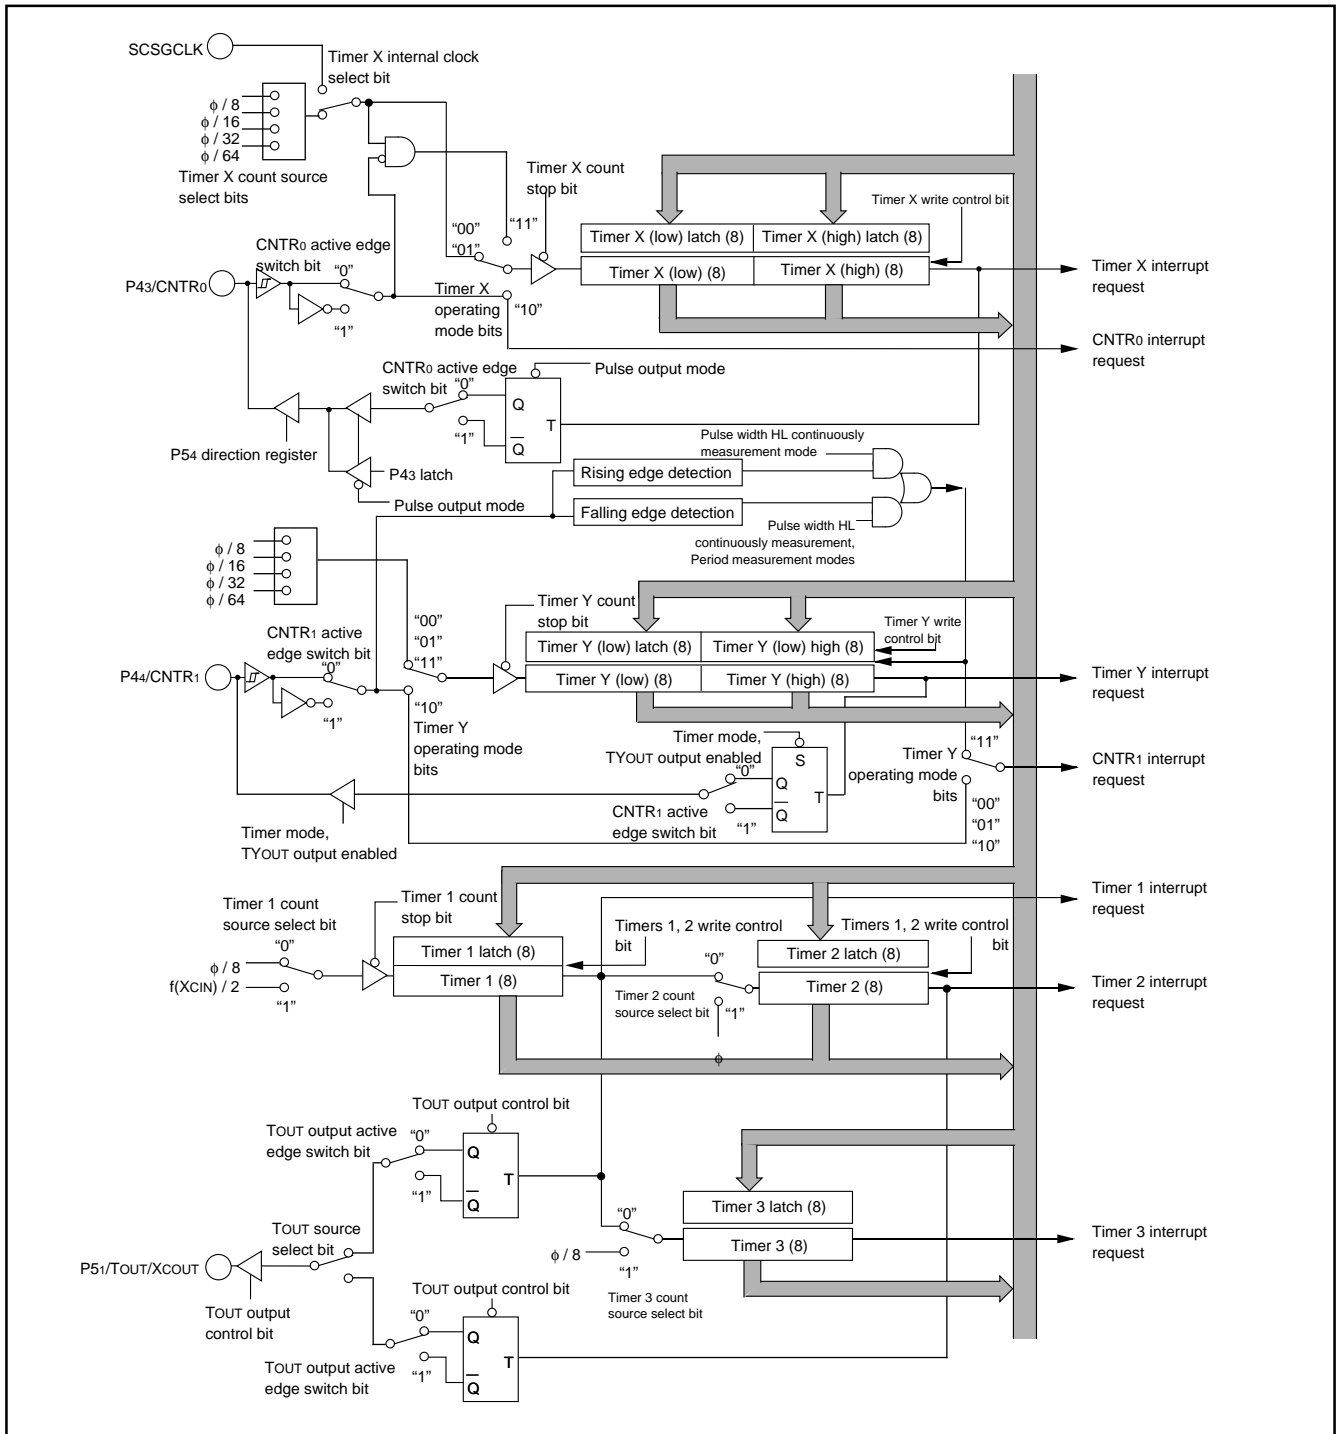 SCSGCLK
Timer X internal clock
select bit
ϕ / 8
ϕ / 16
ϕ / 32
ϕ / 64
Timer X count source
select bits
Timer X count
stop bit
Timer X write control bit
“00”
“01”
“11”
Timer X (low) latch (8)
Timer X (high) latch (8)
CNTR0 active edge
switch bit
“0”
Timer X (low) (8)
Timer X (high) (8)
Timer X interrupt
request
P43/CNTR0
“1”
Timer X
operating
mode bits
“10”
CNTR0 interrupt
request
CNTR0 active edge
switch bit
“0”
Pulse output mode
Q
T
Q
“1”
P54 direction register
P43 latch
Pulse output mode
Pulse width HL continuously
measurement mode
Rising edge detection
Falling edge detection
Pulse width HL
continuously measurement,
Period measurement modes
ϕ / 8
ϕ / 16
ϕ / 32
ϕ / 64
Timer Y count
stop bit
“00”
“01”
“11”
Timer Y write
control bit
Timer Y (low) latch (8)
Timer Y (low) high (8)
CNTR1 active
edge switch bit
“0”
P44/CNTR1
Timer Y (low) (8)
Timer Y (high) (8)
Timer Y interrupt
request
“1”
“10”
Timer Y
operating mode
bits
Timer mode,
TYOUT output enabled
“0”
S
Q
T
Q
CNTR1 active
edge switch bit
“1”
Timer Y
operating mode
bits
“11”
CNTR1 interrupt
request
“00”
“01”
“10”
Timer mode,
TYOUT output enabled
Timer 1 count
source select bit
Timer 1 count
stop bit
Timer 1 interrupt
request
Timers 1, 2 write control
bit
Timers 1, 2 write control
bit
“0”
ϕ / 8
f(XCIN) / 2
“1”
Timer 1 latch (8)
Timer 1 (8)
“0”
Timer 2 count
source select bit
“1”
ϕ
Timer 2 latch (8)
Timer 2 (8)
Timer 2 interrupt
request
TOUT output control bit
TOUT output active
edge switch bit
“0”
Q
T
Q
“1”
TOUT source
select bit
P51/TOUT/XCOUT
TOUT output
control bit
“0”
ϕ / 8
“1”
Timer 3 count
source select bit
Timer 3 latch (8)
Timer 3 (8)
Timer 3 interrupt
request
TOUT output control bit
“0”
Q
T
Q
TOUT output active
edge switch bit
“1”